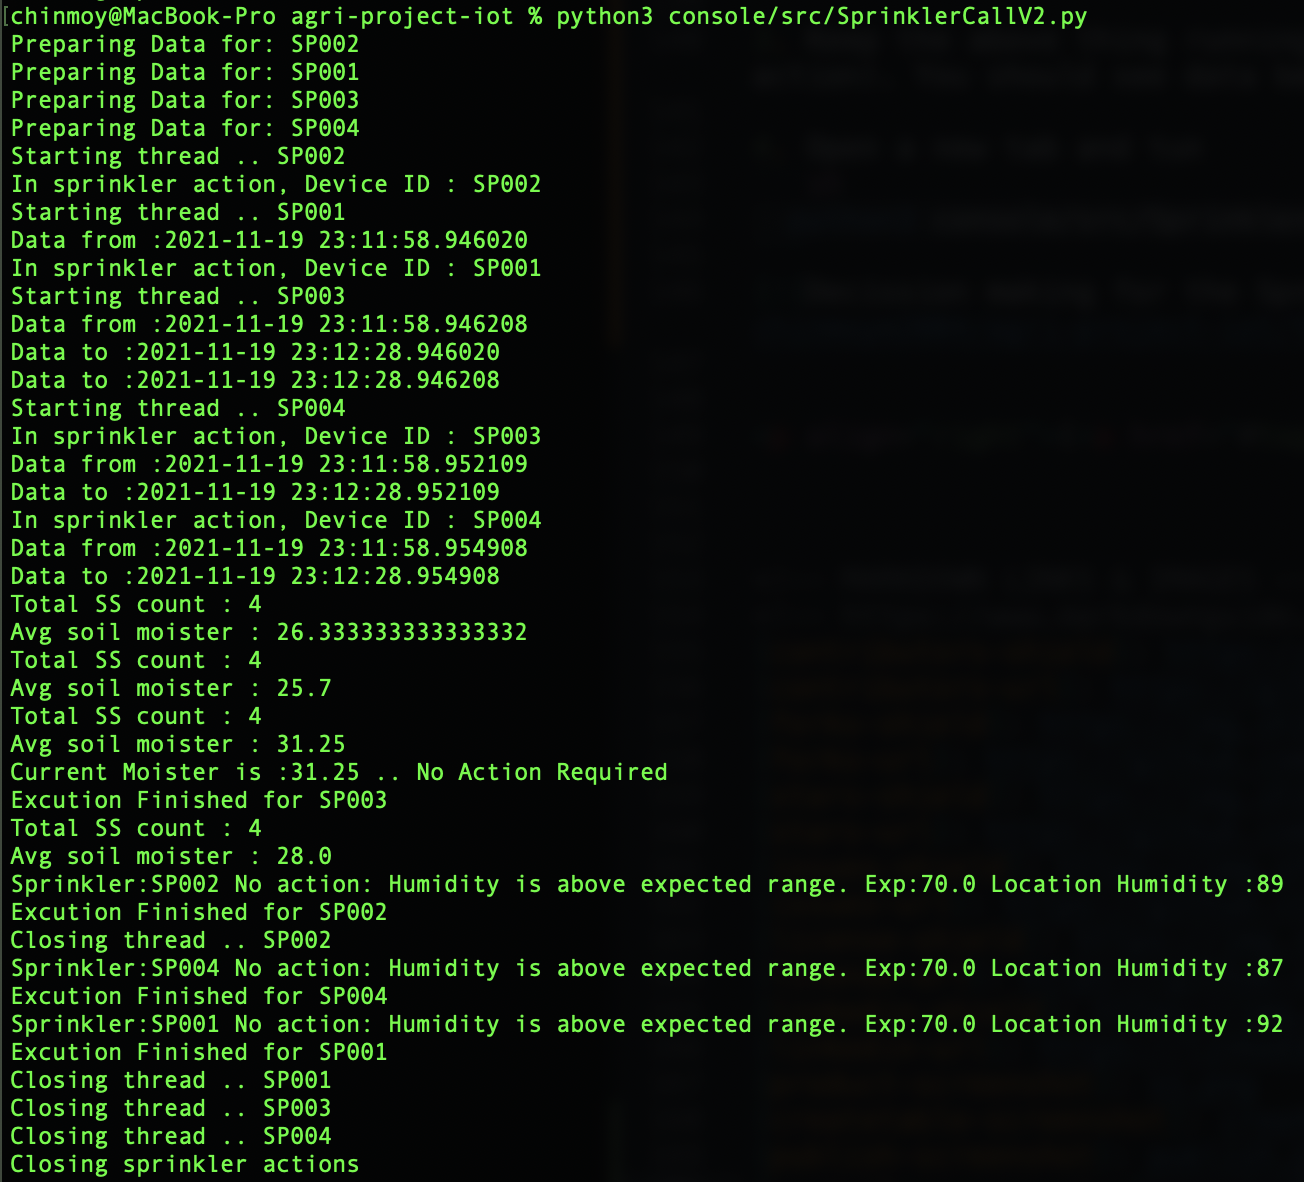 [chinmoy@MacBook-Pro agri-project-iot % python3 console/src/SprinklerCallV2.py
Preparing Data for: SP002
Preparing Data for: SP001
Preparing Data for: SP003
Preparing Data for: SP004
Starting thread .. SP002
In sprinkler action, Device ID : SP002
Starting thread .. SP001
Data from :2021-11-19 23:11:58.946020
In sprinkler action, Device ID : SP001
Starting thread .. SP003
Data from :2021-11-19 23:11:58.946208
Data to :2021-11-19 23:12:28.946020
Data to :2021-11-19 23:12:28.946208
Starting thread .. SP004
In sprinkler action, Device ID : SP003
Data from :2021-11-19 23:11:58.952109
Data to :2021-11-19 23:12:28.952109
In sprinkler action, Device ID : SP004
Data from :2021-11-19 23:11:58.954908
Data to :2021-11-19 23:12:28.954908
Total SS count : 4
Avg soil moister : 26.333333333333332
Total SS count : 4
Avg soil moister : 25.7
Total SS count : 4
Avg soil moister : 31.25
Current Moister is :31.25 .. No Action Required
Excution Finished for SP003
Total SS count : 4
Avg soil moister : 28.0
Sprinkler:SP002 No action: Humidity is above expected range. Exp:70.0 Location Humidity :89
Excution Finished for SP002
Closing thread .. SP002
Sprinkler:SP004 No action: Humidity is above expected range. Exp:70.0 Location Humidity :87
Excution Finished for SP004
Sprinkler:SP001 No action: Humidity is above expected range. Exp:70.0 Location Humidity :92
Excution Finished for SP001
Closing thread .. SP001
Closing thread .. SP003
Closing thread .. SP004
Closing sprinkler actions